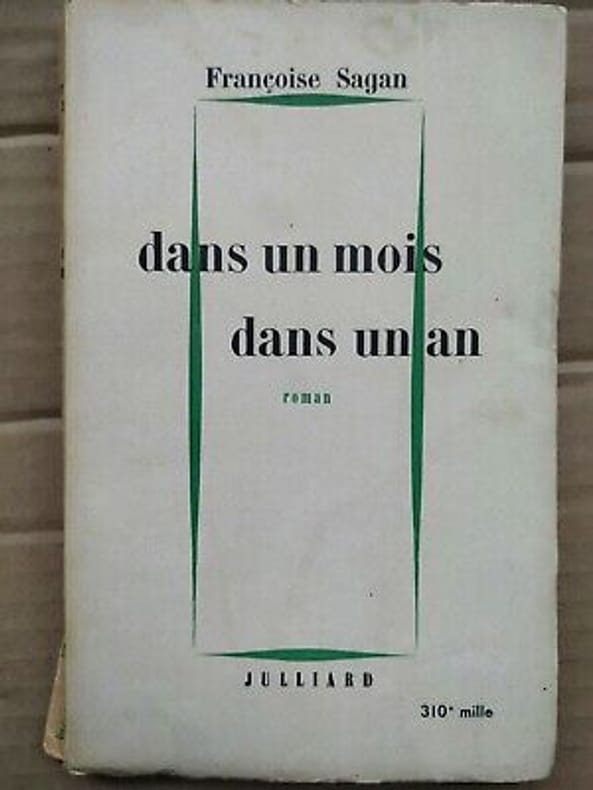 Françoise Sagan
dans un mois
dans un an
roman
JULLIARD
310e mille